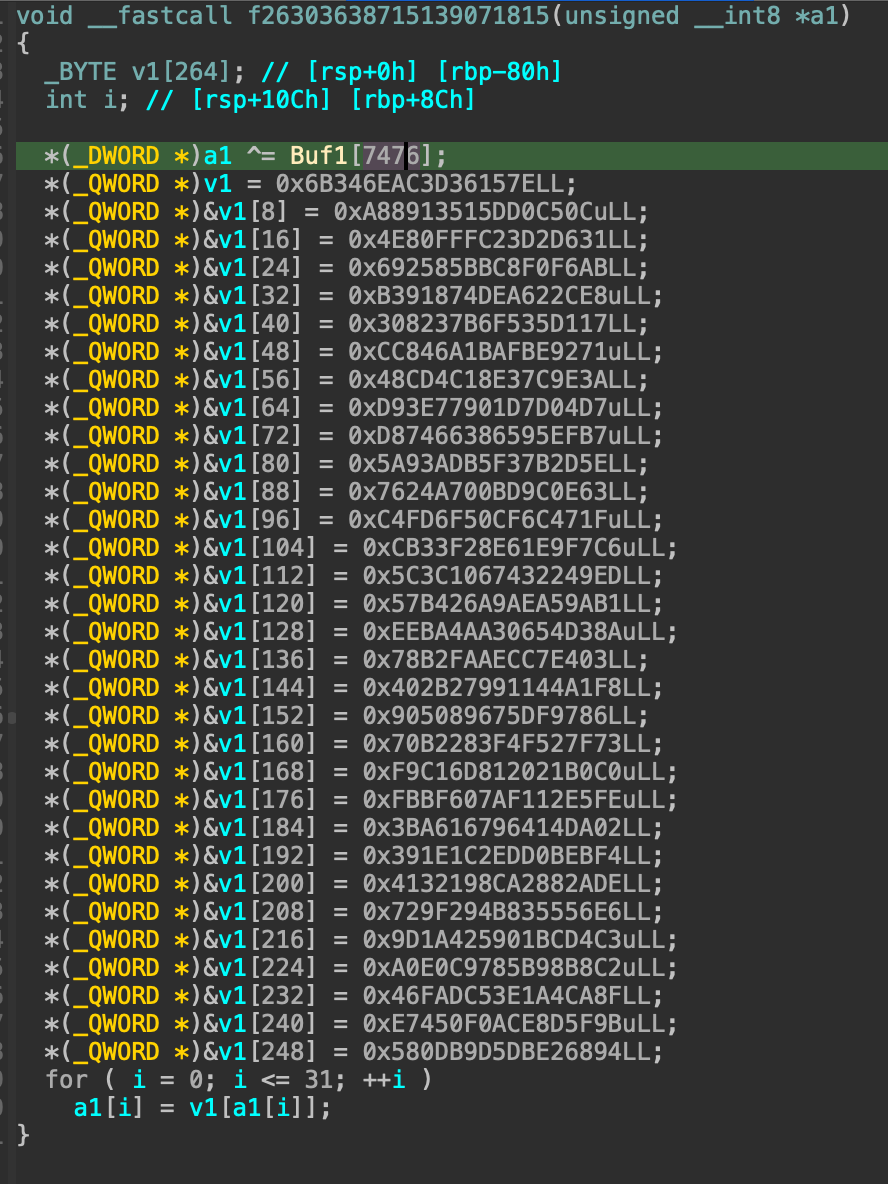 void __fastcall f26303638715139071815(unsigned __int8 *a1)
{
_BYTE v1[264]; // [rsp+0h] [rbp-80h]
int i; // [rsp+10Ch] [rbp+8Ch]
*(_DWORD *)a1 ^= Buf1[7476];
*(_QWORD *)v1 = 0x6B346EAC3D36157ELL;
*(_QWORD *)&v1[8] = 0xA88913515DD0C50CuLL;
*(_QWORD *)&v1[16] = 0x4E80FFFC23D2D631LL;
*(_QWORD *)&v1[24] = 0x692585BBC8F0F6ABLL;
*(_QWORD *)&v1[32] = 0xB391874DEA622CE8uLL;
*(_QWORD *)&v1[40] = 0x308237B6F535D117LL;
*(_QWORD *)&v1[48] = 0xCC846A1BAFBE9271uLL;
*(_QWORD *)&v1[56] = 0x48CD4C18E37C9E3ALL;
*(_QWORD *)&v1[64] = 0xD93E77901D7D04D7uLL;
*(_QWORD *)&v1[72] = 0xD87466386595EFB7uLL;
*(_QWORD *)&v1[80] = 0x5A93ADB5F37B2D5ELL;
*(_QWORD *)&v1[88] = 0x7624A700BD9C0E63LL;
*(_QWORD *)&v1[96] = 0xC4FD6F50CF6C471FuLL;
*(_QWORD *)&v1[104] = 0xCB33F28E61E9F7C6uLL;
*(_QWORD *)&v1[112] = 0x5C3C1067432249EDLL;
*(_QWORD *)&v1[120] = 0x57B426A9AEA59AB1LL;
*(_QWORD *)&v1[128] = 0xEEBA4AA30654D38AuLL;
*(_QWORD *)&v1[136] = 0x78B2FAAECC7E403LL;
*(_QWORD *)&v1[144] = 0x402B27991144A1F8LL;
*(_QWORD *)&v1[152] = 0x905089675DF9786LL;
*(_QWORD *)&v1[160] = 0x70B2283F4F527F73LL;
*(_QWORD *)&v1[168] = 0xF9C16D812021B0C0uLL;
*(_QWORD *)&v1[176] = 0xFBBF607AF112E5FEuLL;
*(_QWORD *)&v1[184] = 0x3BA616796414DA02LL;
*(_QWORD *)&v1[192] = 0x391E1C2EDD0BEBF4LL;
*(_QWORD *)&v1[200] = 0x4132198CA2882ADELL;
*(_QWORD *)&v1[208] = 0x729F294B835556E6LL;
*(_QWORD *)&v1[216] = 0x9D1A425901BCD4C3uLL;
*(_QWORD *)&v1[224] = 0xA0E0C9785B98B8C2uLL;
*(_QWORD *)&v1[232] = 0x46FADC53E1A4CA8FLL;
*(_QWORD *)&v1[240] = 0xE7450F0ACE8D5F9BuLL;
*(_QWORD *)&v1[248] = 0x580DB9D5DBE26894LL;
for ( i = 0; i <= 31; ++i )
a1[i] = v1[a1[i]];
}